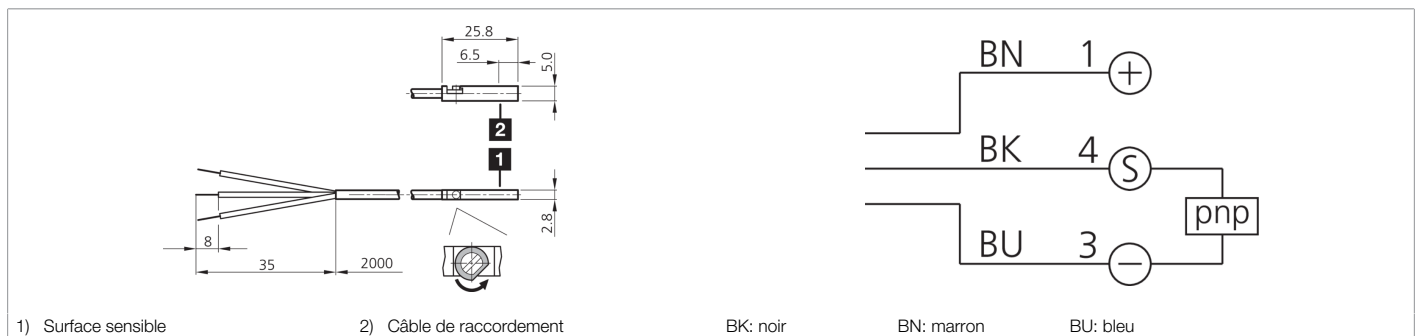 25.8
6.5
5.0
2
1
2.8
8
35
2000
BN 1 +
BK 4 S
pnp
BU 3 −
1) Surface sensible 2) Câble de raccordement BK: noir BN: marron BU: bleu